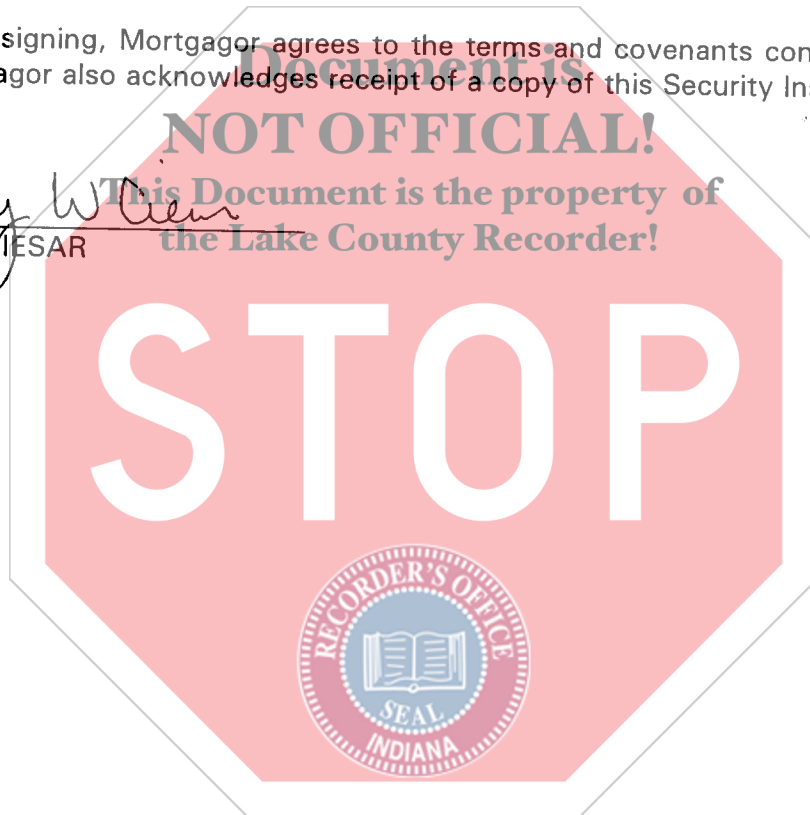 signing, Mortgagor agrees to the terms and covenants con
agor also acknowledges receipt of a copy of this Security Ins
Document is
NOT OFFICIAL!
This Document is the property of
the Lake County Recorder!
W
IESAR
STOP
RECORDER'S OFFICE
SEAL
INDIANA